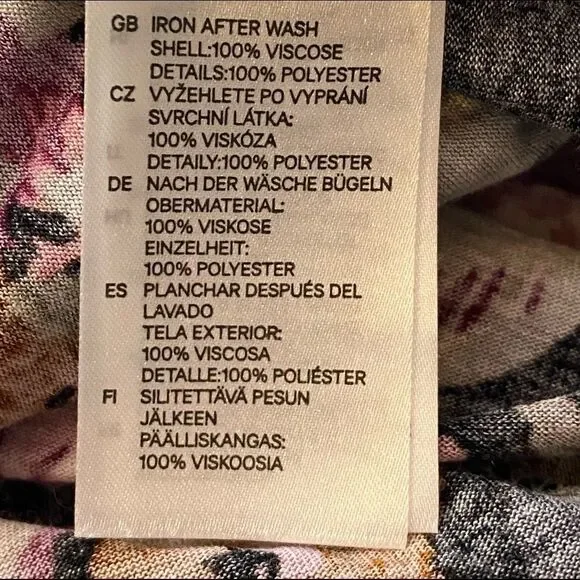 GB IRON AFTER WASH
SHELL:100% VISCOSE
DETAILS:100% POLYESTER
CZ VYŽEHLETE PO VYPRÁNÍ
SVRCHNÍ LÁTKA:
100% VISKÓZA
DETAILY:100% POLYESTER
DE NACH DER WÄSCHE BÜGELN
OBERMATERIAL:
100% VISKOSE
EINZELHEIT:
100% POLYESTER
ES PLANCHAR DESPUÉS DEL
LAVADO
TELA EXTERIOR:
100% VISCOSA
DETALLE:100% POLIÉSTER
FI SILITETTÄVÄ PESUN
JÄLKEEN
PÄÄLLISKANGAS:
100% VISKOOSIA